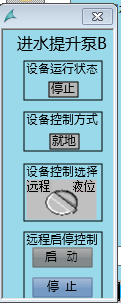 进水提升泵B
设备运行状态
停止
设备控制方式
就地
设备控制选择
远程 液位
远程启停控制
启 动
停 止